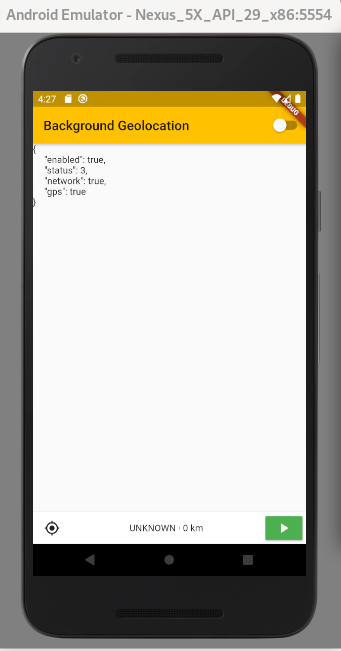 Android Emulator - Nexus_5X_API_29_x86:5554
4:27
DEBUG
Background Geolocation
{
"enabled": true,
"status": 3,
"network": true,
"gps": true
}
UNKNOWN · 0 km